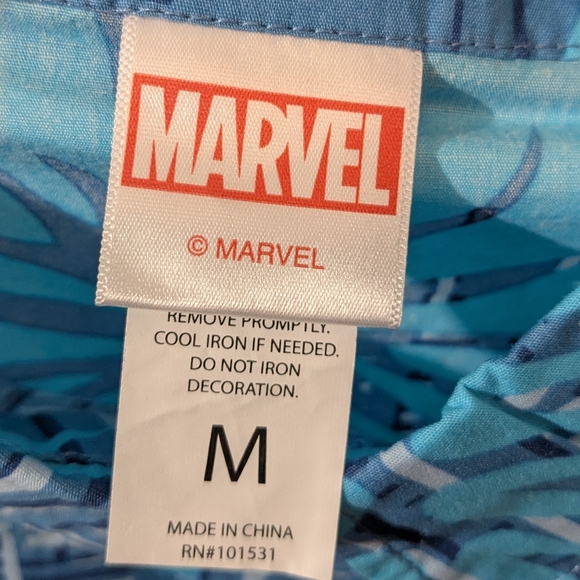 MARVEL
© MARVEL
REMOVE PROMPTLY.
COOL IRON IF NEEDED.
DO NOT IRON
DECORATION.
M
MADE IN CHINA
RN#101531